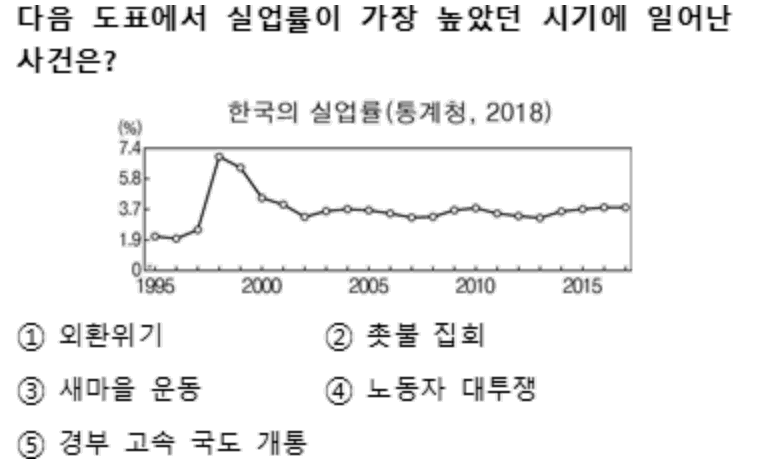 다음 도표에서 실업률이 가장 높았던 시기에 일어난
사건은?
한국의 실업률(통계청, 2018)
(%)
7.4
5.8
3.7
1.9
0
1995 2000 2005 2010 2015
① 외환위기 ② 촛불 집회
③ 새마을 운동 ④ 노동자 대투쟁
⑤ 경부 고속 국도 개통